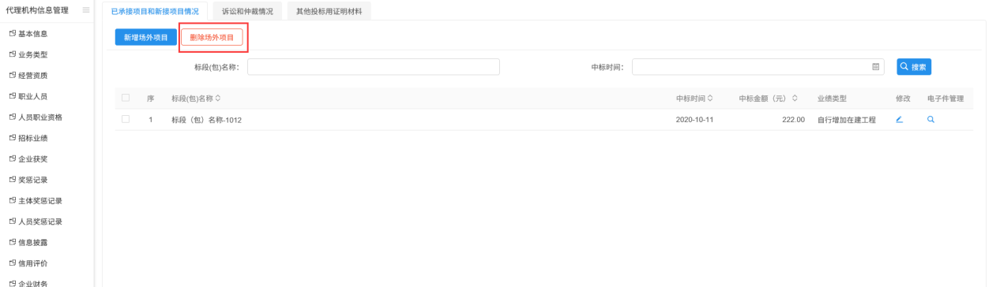 代理机构信息管理
基本信息
业务类型
经营资质
职业人员
人员职业资格
招标业绩
企业获奖
奖惩记录
主体奖惩记录
人员奖惩记录
信息披露
信用评价
企业财务
已承接项目和新接项目情况 诉讼和仲裁情况 其他投标用证明材料
新增场外项目 删除场外项目
标段(包)名称： 中标时间： 搜索
序 标段(包)名称 中标时间 中标金额（元） 业绩类型 修改 电子件管理
1 标段（包）名称-1012 2020-10-11 222.00 自行增加在建工程